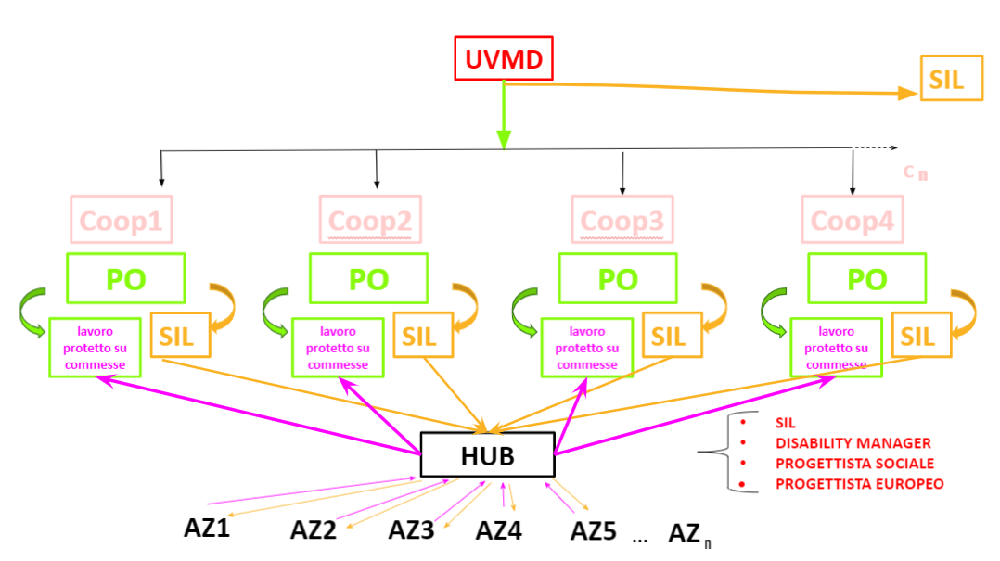 UVMD
SIL
C n
Coop1 Coop2 Coop3 Coop4
PO PO PO PO
lavoro
protetto su
commesse
SIL
lavoro
protetto su
commesse
SIL
lavoro
protetto su
commesse
SIL
lavoro
protetto su
commesse
SIL
HUB
• SIL
• DISABILITY MANAGER
• PROGETTISTA SOCIALE
• PROGETTISTA EUROPEO
AZ1 AZ2 AZ3 AZ4 AZ5 ... AZ n